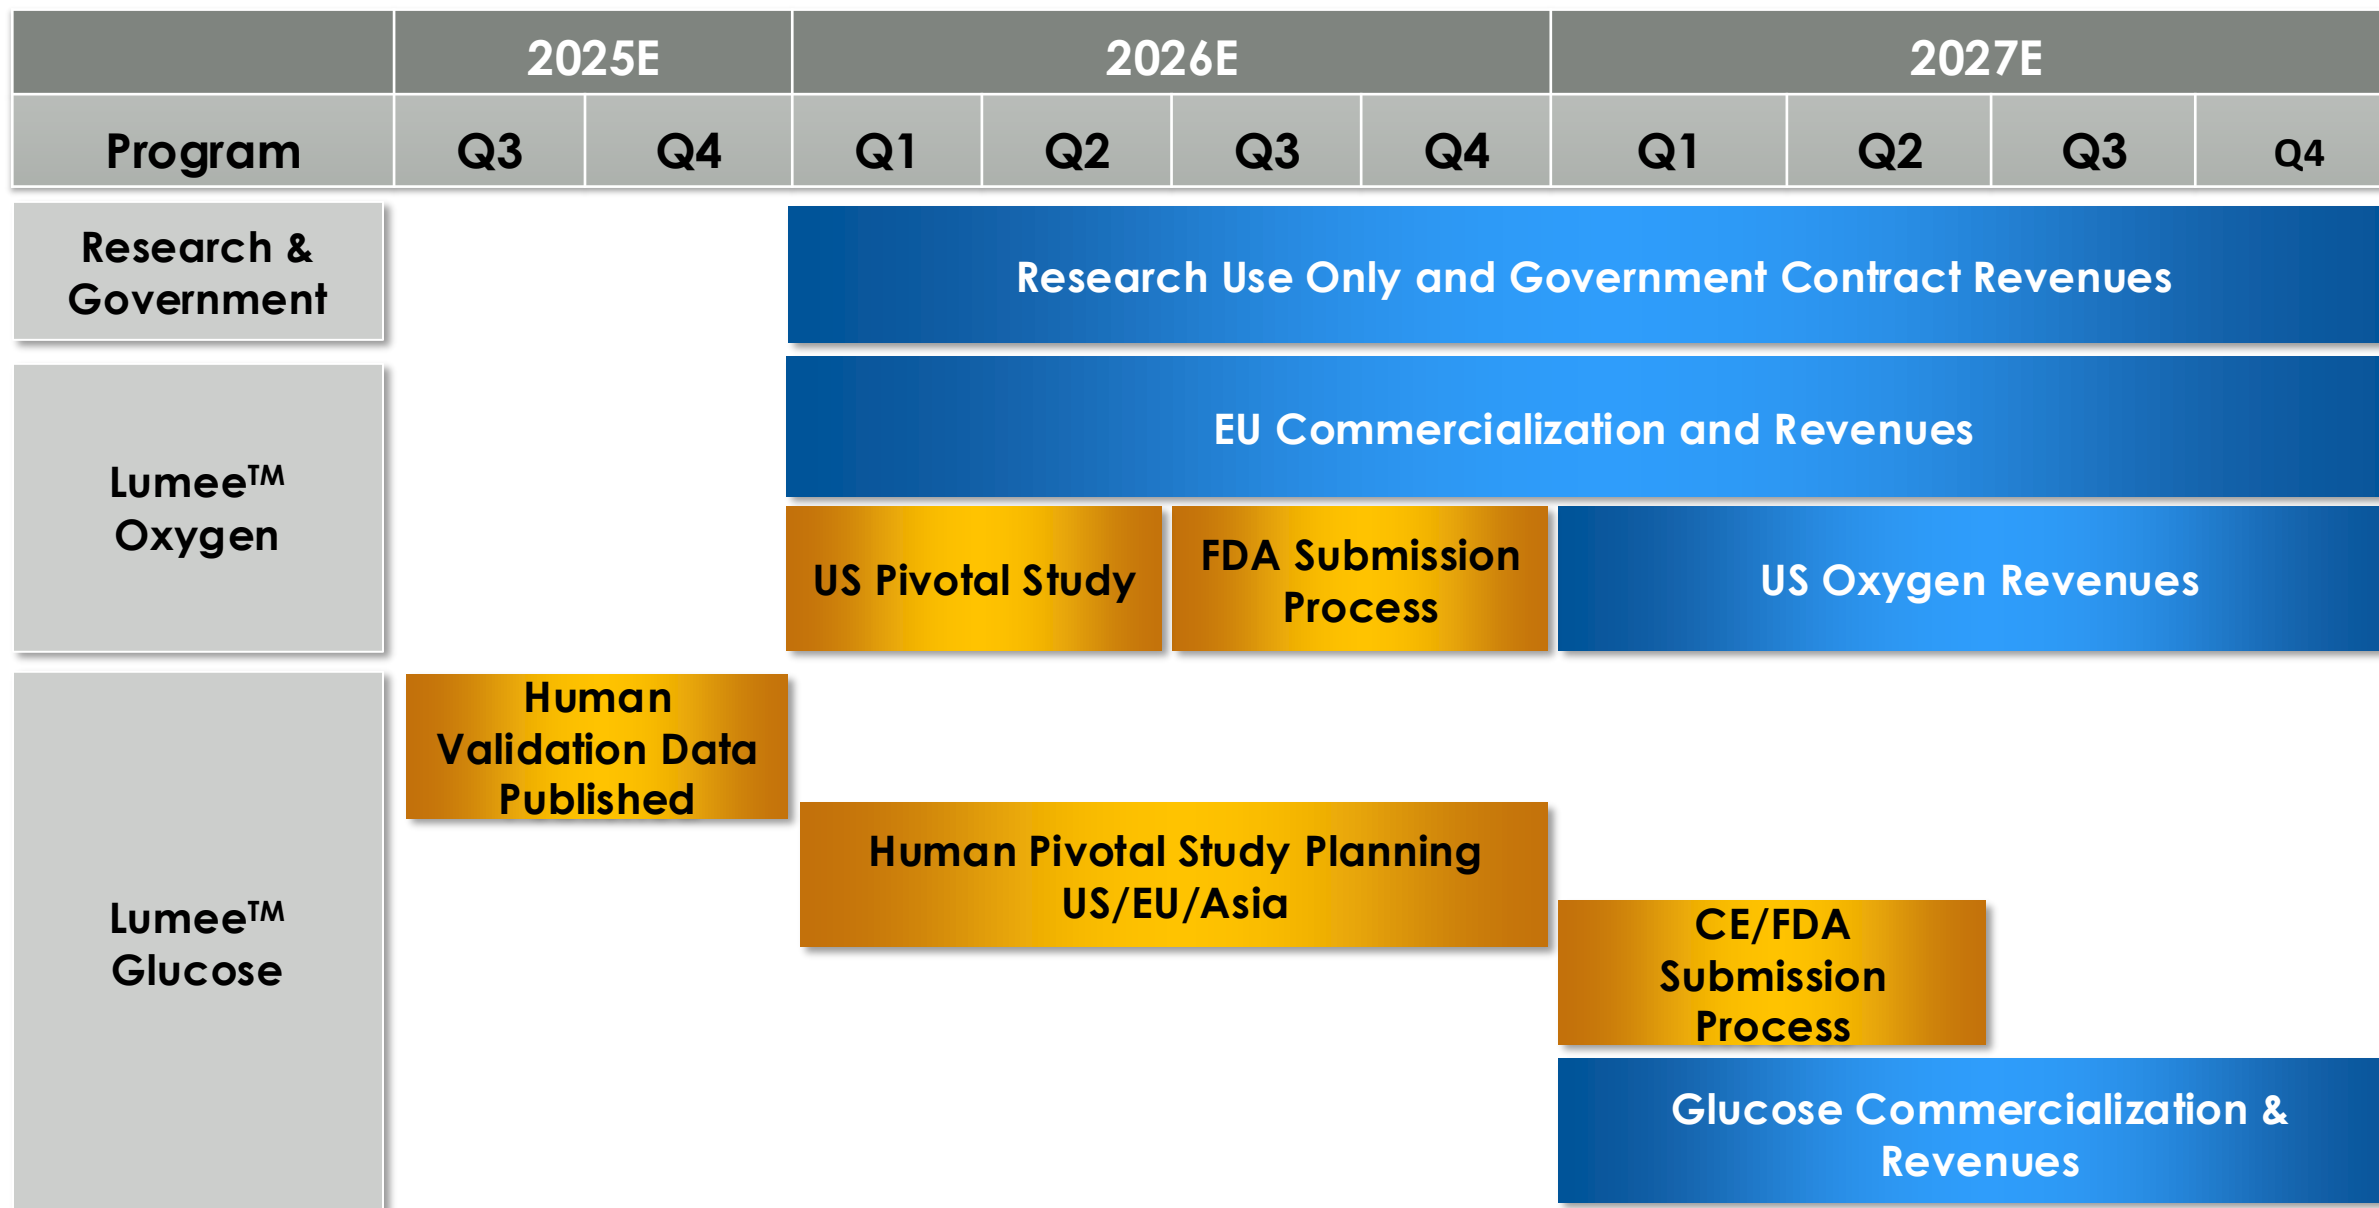 2025E 2026E 2027E
Program Q3 Q4 Q1 Q2 Q3 Q4 Q1 Q2 Q3 Q4
Research &
Government
Research Use Only and Government Contract Revenues
Lumee™
Oxygen
EU Commercialization and Revenues
US Pivotal Study
FDA Submission
Process
US Oxygen Revenues
Lumee™
Glucose
Human
Validation Data
Published
Human Pivotal Study Planning
US/EU/Asia
CE/FDA
Submission
Process
Glucose Commercialization &
Revenues